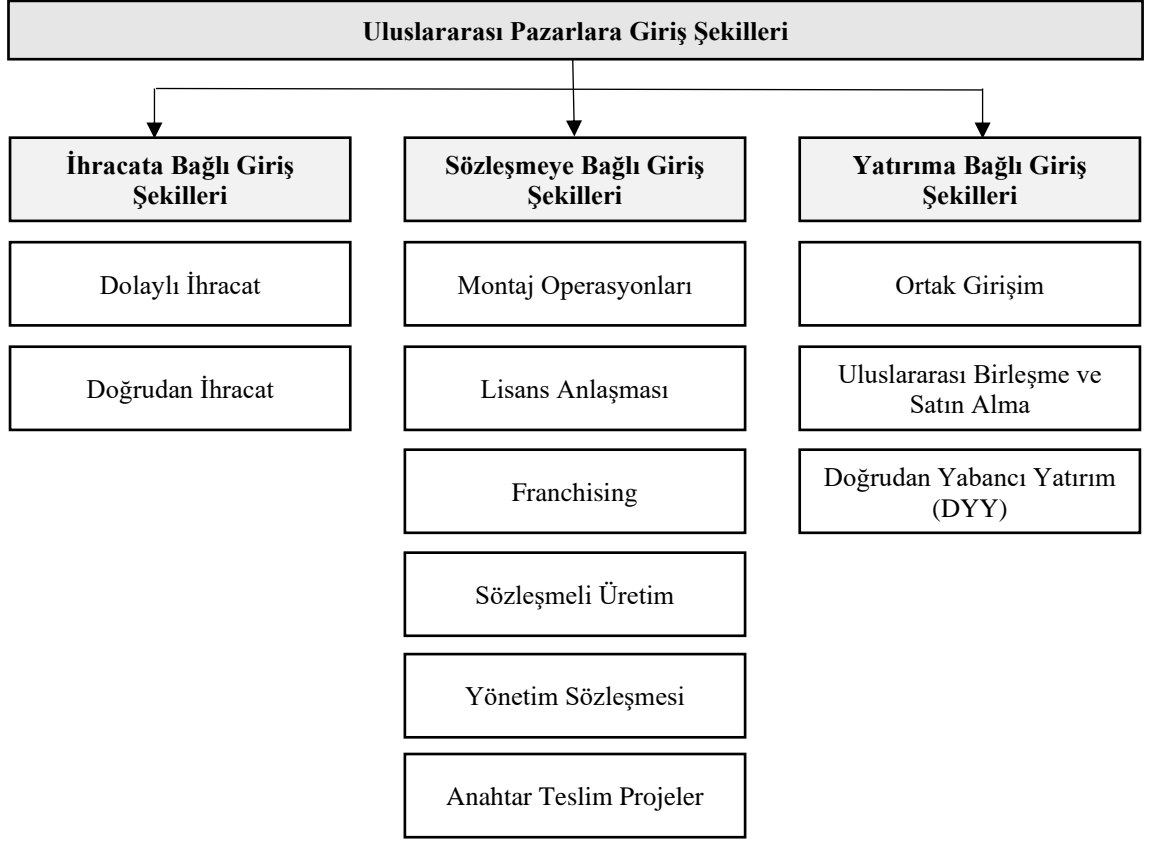 Uluslararası Pazarlara Giriş Şekilleri
İhracata Bağlı Giriş
Şekilleri
Dolaylı İhracat
Doğrudan İhracat
Sözleşmeye Bağlı Giriş
Şekilleri
Montaj Operasyonları
Lisans Anlaşması
Franchising
Sözleşmeli Üretim
Yönetim Sözleşmesi
Anahtar Teslim Projeler
Yatırıma Bağlı Giriş
Şekilleri
Ortak Girişim
Uluslararası Birleşme ve
Satın Alma
Doğrudan Yabancı Yatırım
(DYY)